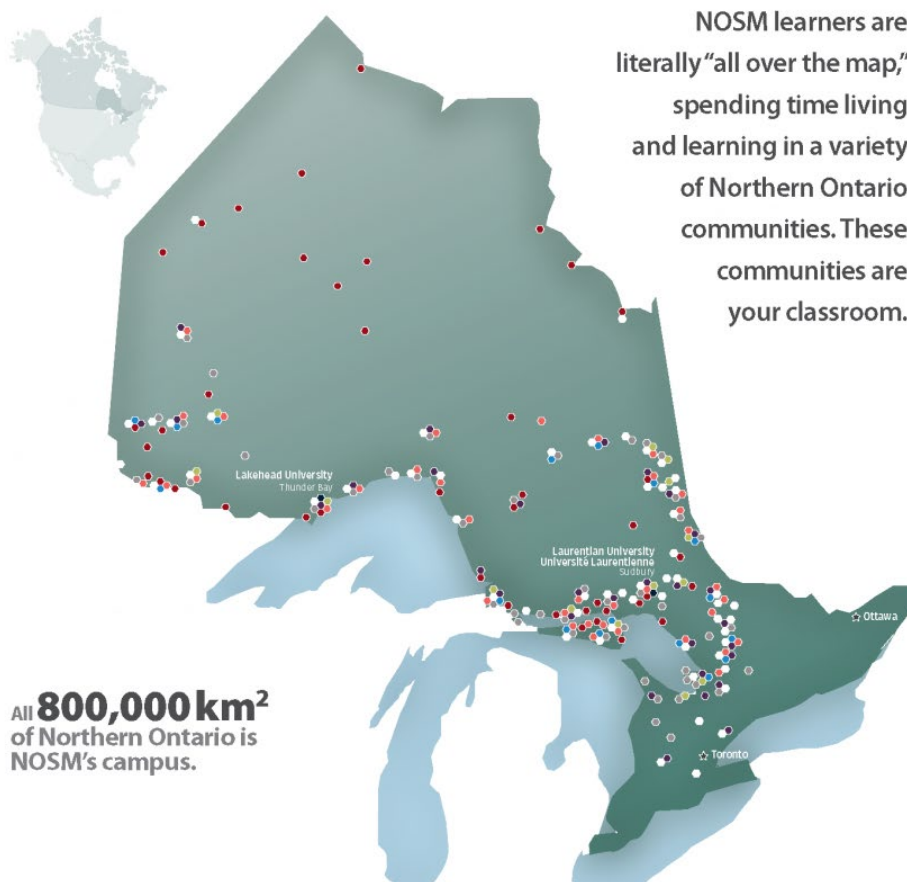 NOSM learners are
literally “all over the map,”
spending time living
and learning in a variety
of Northern Ontario
communities. These
communities are
your classroom.
Lakehead University
Thunder Bay
Laurentian University
Université Laurentienne
Sudbury
Ottawa
All 800,000 km²
of Northern Ontario is
NOSM’s campus.
Toronto